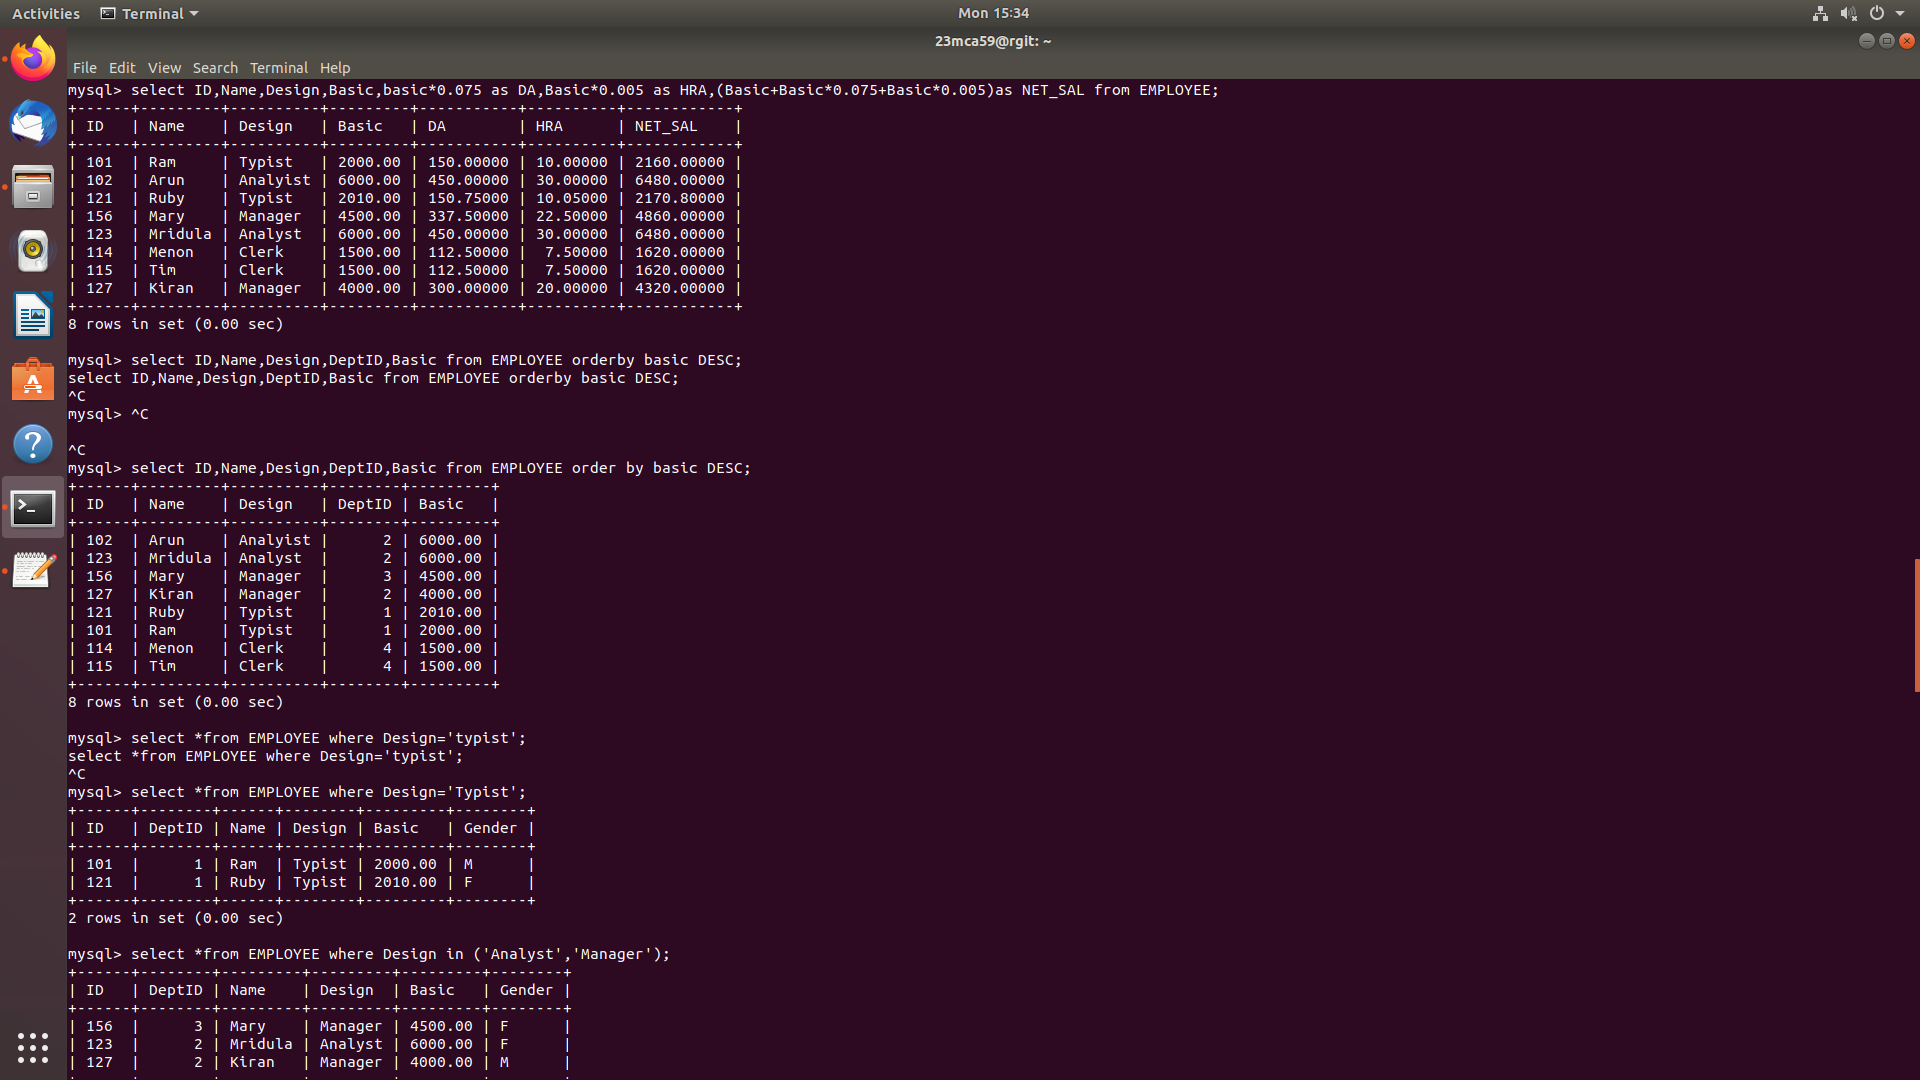 Activities Terminal Mon 15:34
23mca59@rgit: ~
File Edit View Search Terminal Help
mysql> select ID,Name,Design,Basic,basic*0.075 as DA,Basic*0.005 as HRA,(Basic+Basic*0.075+Basic*0.005)as NET_SAL from EMPLOYEE;
+------+---------+----------+---------+-----------+----------+------------+
| ID   | Name    | Design   | Basic   | DA        | HRA      | NET_SAL    |
+------+---------+----------+---------+-----------+----------+------------+
| 101  | Ram     | Typist   | 2000.00 | 150.00000 | 10.00000 | 2160.00000 |
| 102  | Arun    | Analyist | 6000.00 | 450.00000 | 30.00000 | 6480.00000 |
| 121  | Ruby    | Typist   | 2010.00 | 150.75000 | 10.05000 | 2170.80000 |
| 156  | Mary    | Manager  | 4500.00 | 337.50000 | 22.50000 | 4860.00000 |
| 123  | Mridula | Analyst  | 6000.00 | 450.00000 | 30.00000 | 6480.00000 |
| 114  | Menon   | Clerk    | 1500.00 | 112.50000 |  7.50000 | 1620.00000 |
| 115  | Tim     | Clerk    | 1500.00 | 112.50000 |  7.50000 | 1620.00000 |
| 127  | Kiran   | Manager  | 4000.00 | 300.00000 | 20.00000 | 4320.00000 |
+------+---------+----------+---------+-----------+----------+------------+
8 rows in set (0.00 sec)
mysql> select ID,Name,Design,DeptID,Basic from EMPLOYEE orderby basic DESC;
select ID,Name,Design,DeptID,Basic from EMPLOYEE orderby basic DESC;
^C
mysql> ^C
^C
mysql> select ID,Name,Design,DeptID,Basic from EMPLOYEE order by basic DESC;
+------+---------+----------+--------+---------+
| ID   | Name    | Design   | DeptID | Basic   |
+------+---------+----------+--------+---------+
| 102  | Arun    | Analyist |      2 | 6000.00 |
| 123  | Mridula | Analyst  |      2 | 6000.00 |
| 156  | Mary    | Manager  |      3 | 4500.00 |
| 127  | Kiran   | Manager  |      2 | 4000.00 |
| 121  | Ruby    | Typist   |      1 | 2010.00 |
| 101  | Ram     | Typist   |      1 | 2000.00 |
| 114  | Menon   | Clerk    |      4 | 1500.00 |
| 115  | Tim     | Clerk    |      4 | 1500.00 |
+------+---------+----------+--------+---------+
8 rows in set (0.00 sec)
mysql> select *from EMPLOYEE where Design='typist';
select *from EMPLOYEE where Design='typist';
^C
mysql> select *from EMPLOYEE where Design='Typist';
+------+--------+------+--------+---------+--------+
| ID   | DeptID | Name | Design | Basic   | Gender |
+------+--------+------+--------+---------+--------+
| 101  |      1 | Ram  | Typist | 2000.00 | M      |
| 121  |      1 | Ruby | Typist | 2010.00 | F      |
+------+--------+------+--------+---------+--------+
2 rows in set (0.00 sec)
mysql> select *from EMPLOYEE where Design in ('Analyst','Manager');
+------+--------+---------+---------+---------+--------+
| ID   | DeptID | Name    | Design  | Basic   | Gender |
+------+--------+---------+---------+---------+--------+
| 156  |      3 | Mary    | Manager | 4500.00 | F      |
| 123  |      2 | Mridula | Analyst | 6000.00 | F      |
| 127  |      2 | Kiran   | Manager | 4000.00 | M      |